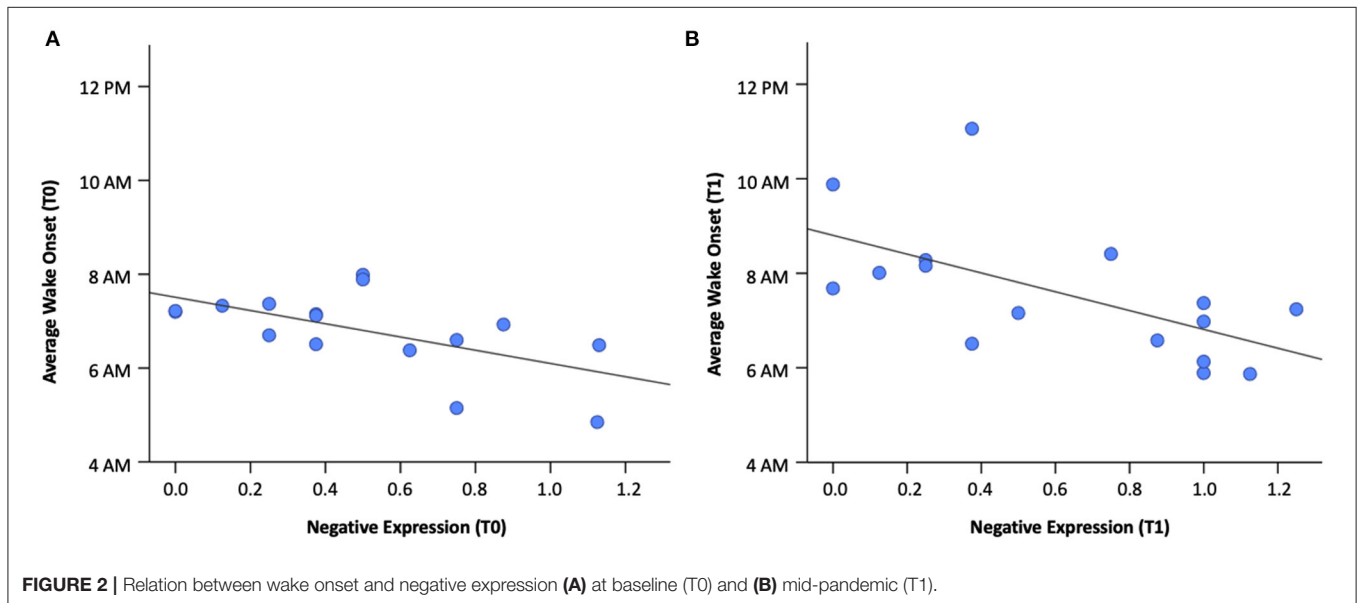 A
12 PM
10 AM
8 AM
6 AM
4 AM
Average Wake Onset (T0)
0.0 0.2 0.4 0.6 0.8 1.0 1.2
Negative Expression (T0)
B
12 PM
10 AM
8 AM
6 AM
4 AM
Average Wake Onset (T1)
0.0 0.2 0.4 0.6 0.8 1.0 1.2
Negative Expression (T1)
FIGURE 2 | Relation between wake onset and negative expression (A) at baseline (T0) and (B) mid-pandemic (T1).